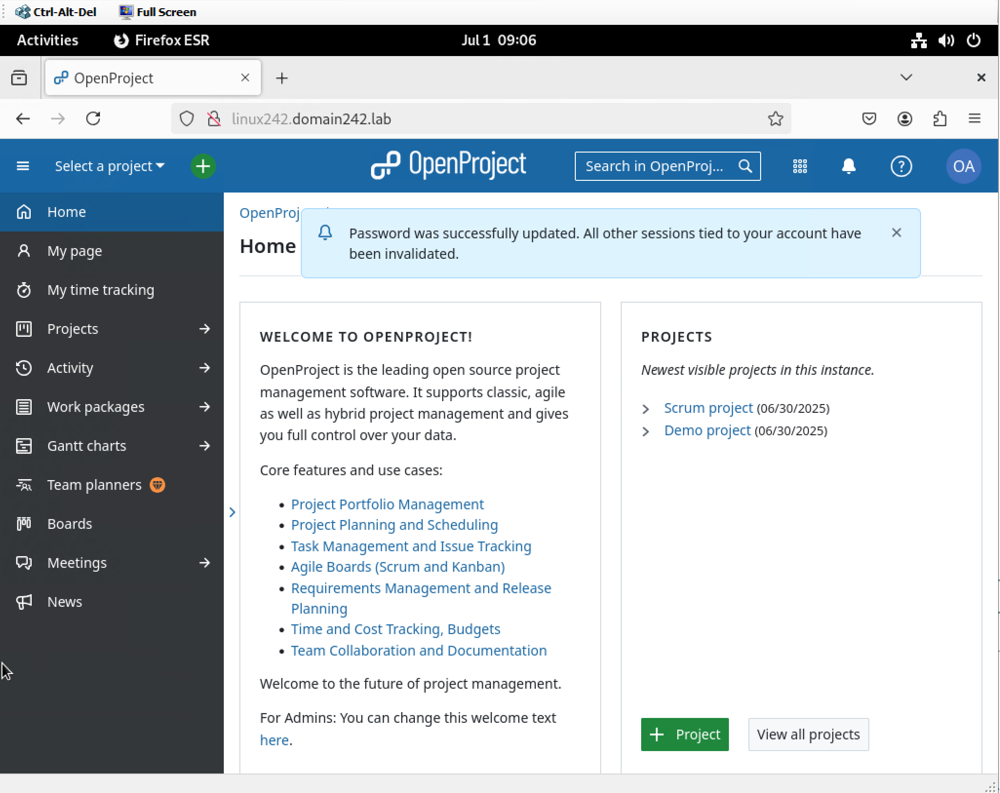 Ctrl-Alt-Del Full Screen
Activities Firefox ESR Jul 1 09:06
OpenProject
linux242.domain242.lab
Select a project OpenProject Search in OpenProj... ? OA
Home
My page
My time tracking
Projects
Activity
Work packages
Gantt charts
Team planners
Boards
Meetings
News
OpenProj
Home
Password was successfully updated. All other sessions tied to your account have
been invalidated.
WELCOME TO OPENPROJECT!
OpenProject is the leading open source project
management software. It supports classic, agile
as well as hybrid project management and gives
you full control over your data.
Core features and use cases:
• Project Portfolio Management
• Project Planning and Scheduling
• Task Management and Issue Tracking
• Agile Boards (Scrum and Kanban)
• Requirements Management and Release
Planning
• Time and Cost Tracking, Budgets
• Team Collaboration and Documentation
Welcome to the future of project management.
For Admins: You can change this welcome text
here.
PROJECTS
Newest visible projects in this instance.
Scrum project (06/30/2025)
Demo project (06/30/2025)
+ Project View all projects